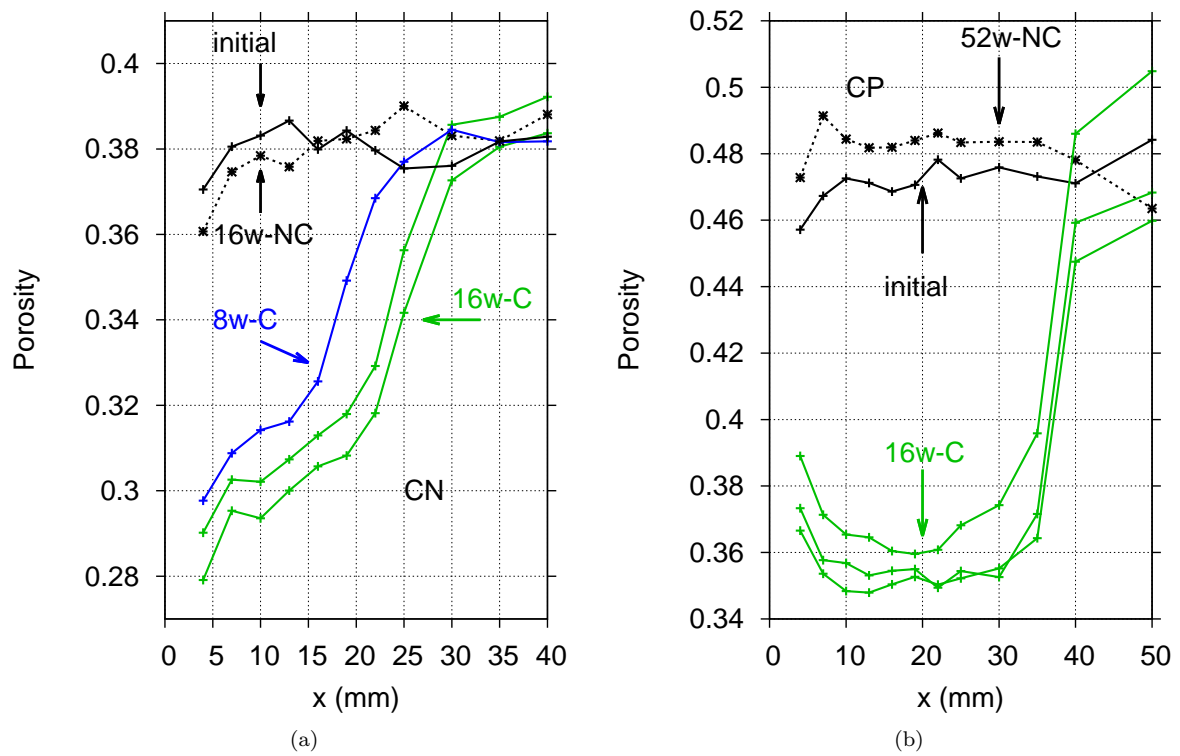 0.4
0.38
0.36
0.34
0.32
0.3
0.28
Porosity
initial
16w-NC
8w-C
16w-C
CN
0 5 10 15 20 25 30 35 40
x (mm)
(a)
0.52
0.5
0.48
0.46
0.44
0.42
0.4
0.38
0.36
0.34
Porosity
52w-NC
CP
initial
16w-C
0 10 20 30 40 50
x (mm)
(b)